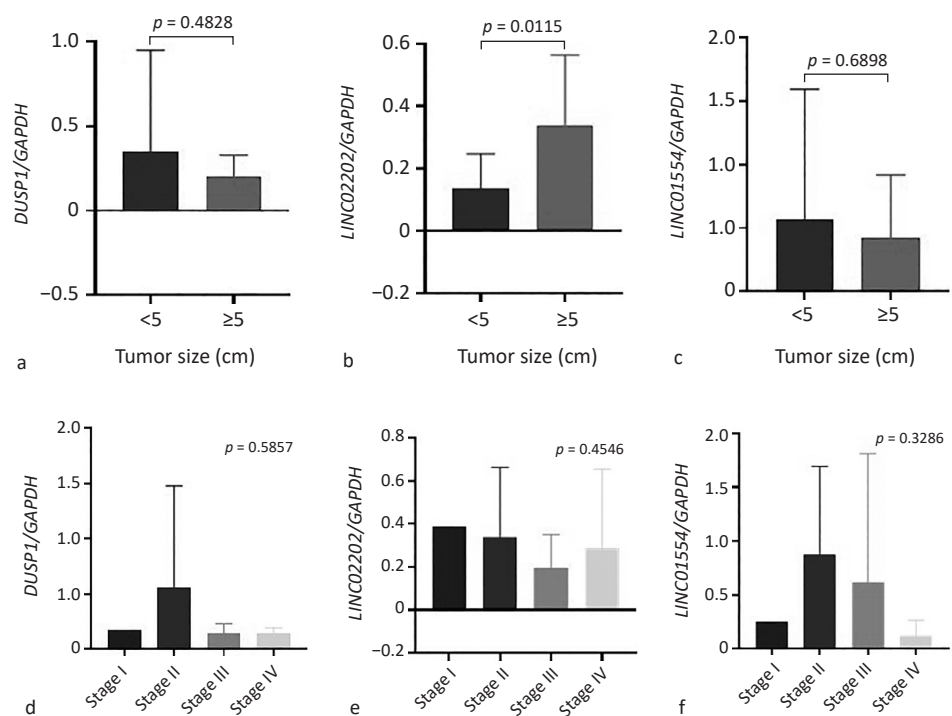 DUSP1/GAPDH
1.0
0.5
0
−0.5
p = 0.4828
<5
≥5
Tumor size (cm)
a
LINC02202/GAPDH
0.6
0.4
0.2
0
−0.2
p = 0.0115
<5
≥5
Tumor size (cm)
b
LINC01554/GAPDH
2.0
1.5
1.0
1.0
0
p = 0.6898
<5
≥5
Tumor size (cm)
c
DUSP1/GAPDH
2.0
1.5
1.0
1.0
0
p = 0.5857
Stage I
Stage II
Stage III
Stage IV
d
LINC02202/GAPDH
0.8
0.4
0.2
0
−0.2
p = 0.4546
Stage I
Stage II
Stage III
Stage IV
e
LINC01554/GAPDH
2.0
1.5
1.0
0.5
0
p = 0.3286
Stage I
Stage II
Stage III
Stage IV
f